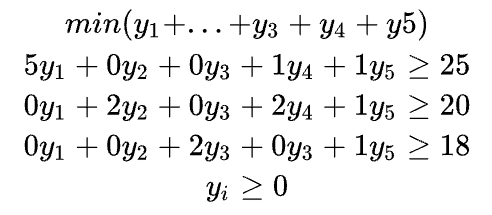 min(y₁+...+y₃ + y₄ + y5)
5y₁ + 0y₂ + 0y₃ + 1y₄ + 1y₅ ≥ 25
0y₁ + 2y₂ + 0y₃ + 2y₄ + 1y₅ ≥ 20
0y₁ + 0y₂ + 2y₃ + 0y₃ + 1y₅ ≥ 18
yᵢ ≥ 0